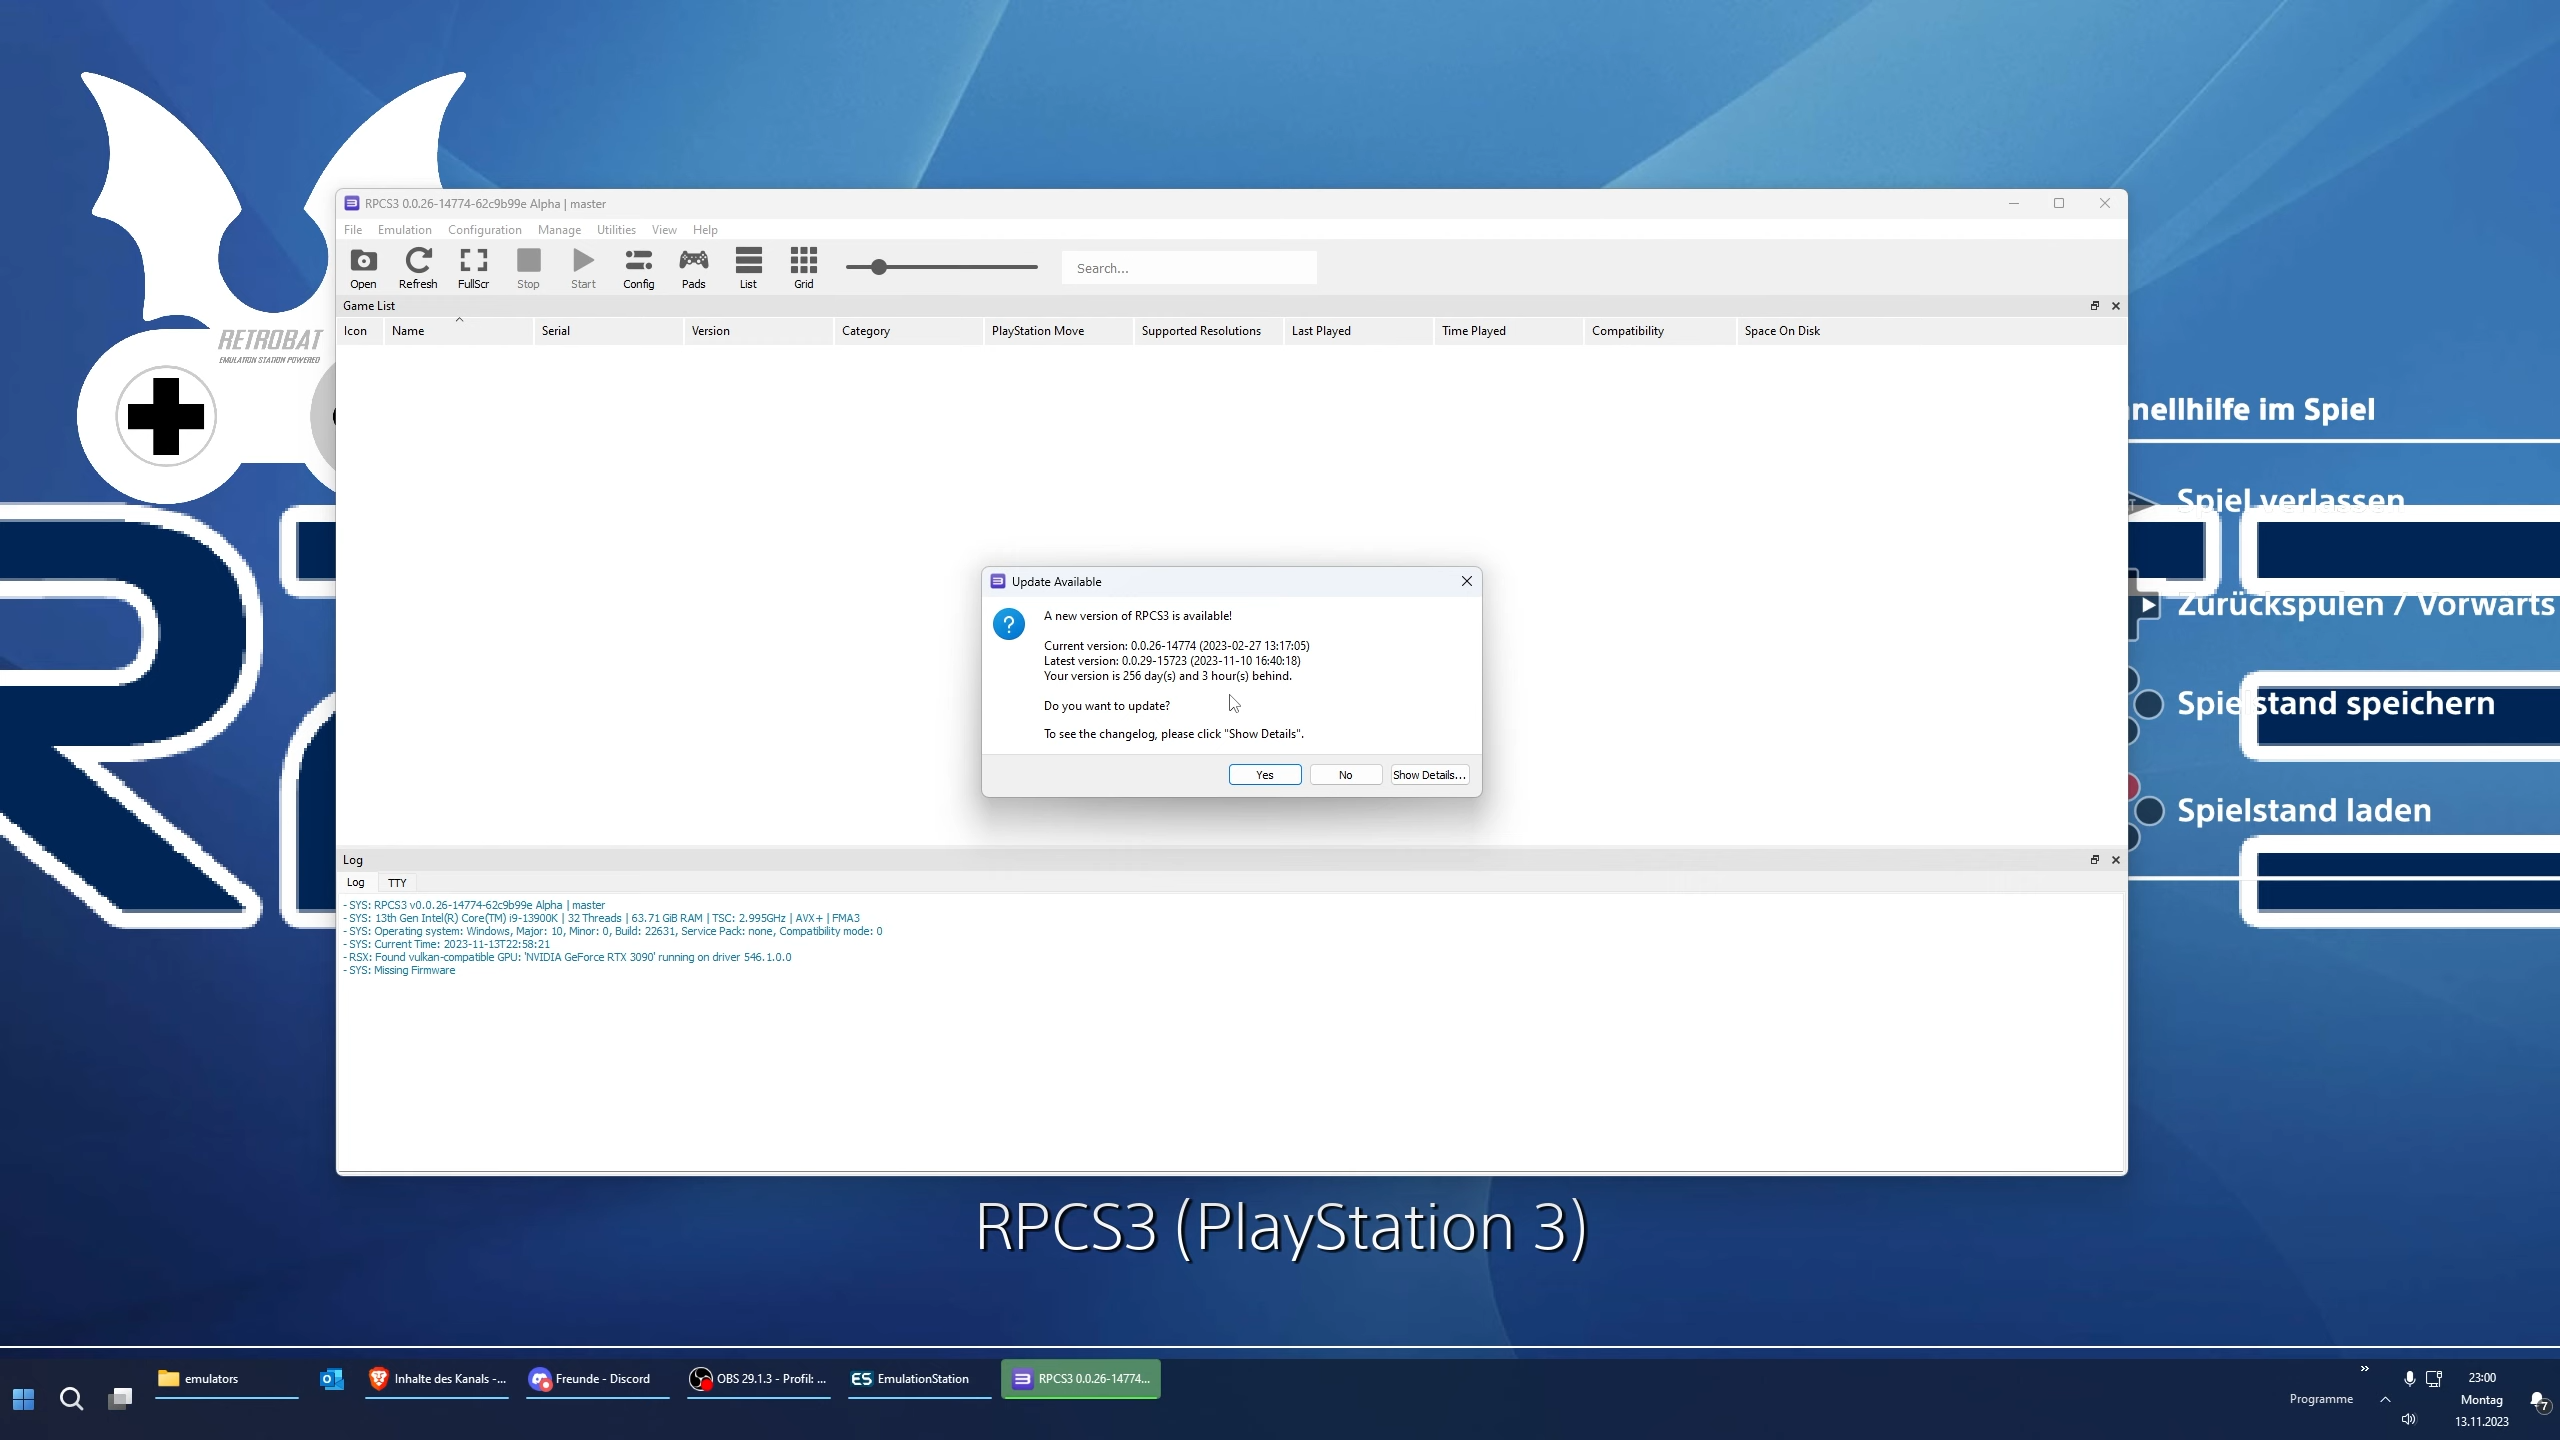 RETROBAT
EMULATION STATION POWERED
RPCS3 0.0.26-14774-62c9b99e Alpha | master
File Emulation Configuration Manage Utilities View Help
Open Refresh FullScr Stop Start Config Pads List Grid
Search...
Game List
Icon Name Serial Version Category PlayStation Move Supported Resolutions Last Played Time Played Compatibility Space On Disk
nellhilfe im Spiel
Spiel verlassen
Zurückspulen / Vorwärts
Spielstand speichern
Spielstand laden
Update Available
A new version of RPCS3 is available!
Current version: 0.0.26-14774 (2023-02-27 13:17:05)
Latest version: 0.0.29-15723 (2023-11-10 16:40:18)
Your version is 256 day(s) and 3 hour(s) behind.
Do you want to update?
To see the changelog, please click "Show Details".
Yes No Show Details...
Log
Log TTY
- SYS: RPCS3 v0.0.26-14774-62c9b99e Alpha | master
- SYS: 13th Gen Intel(R) Core(TM) i9-13900K | 32 Threads | 63.71 GiB RAM | TSC: 2.995GHz | AVX+ | FMA3
- SYS: Operating system: Windows, Major: 10, Minor: 0, Build: 22631, Service Pack: none, Compatibility mode: 0
- SYS: Current Time: 2023-11-13T22:58:21
- RSX: Found vulkan-compatible GPU: 'NVIDIA GeForce RTX 3090' running on driver 546.1.0.0
- SYS: Missing Firmware
RPCS3 (PlayStation 3)
emulators
Inhalte des Kanals -...
Freunde - Discord
OBS 29.1.3 - Profil: ...
ES EmulationStation
RPCS3 0.0.26-14774...
Programme
23:00
Montag
13.11.2023
7